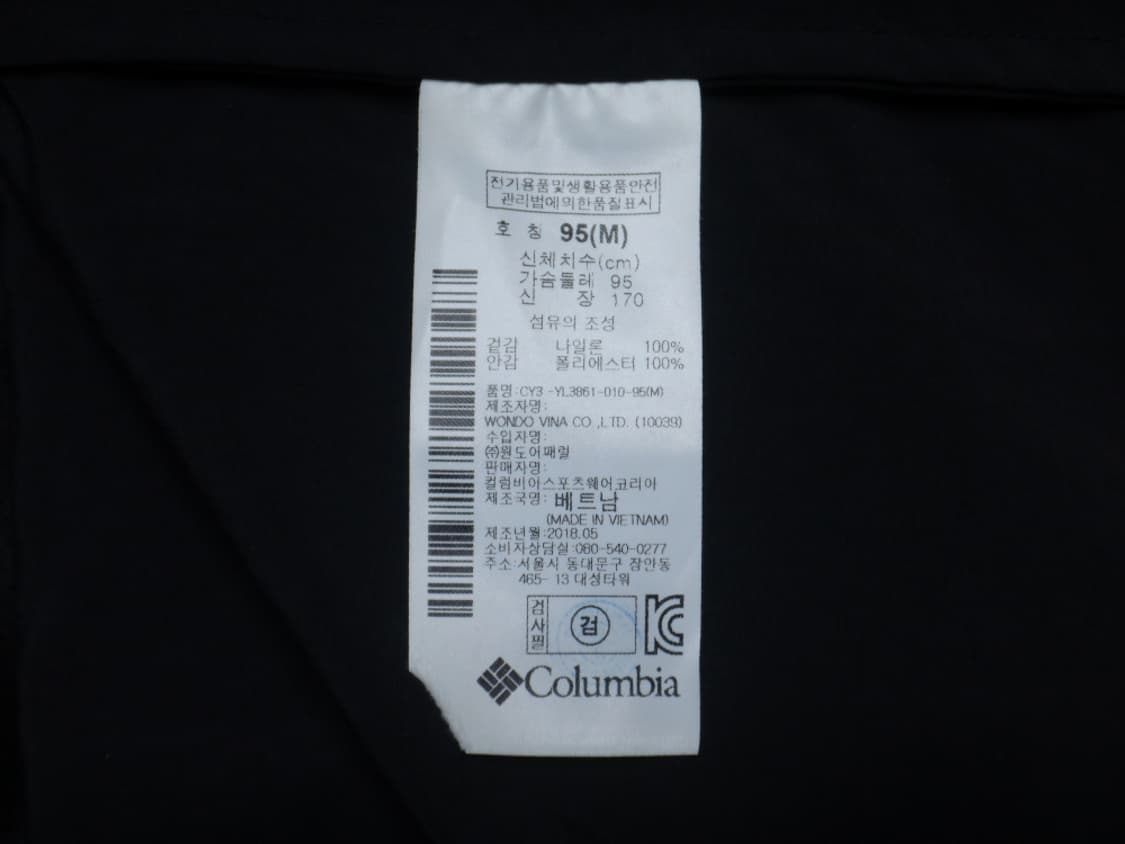 전기용품및생활용품안전
관리법에의한품질표시
호 칭 95(M)
신체치수(cm)
가슴둘레 95
신 장 170
섬유의 조성
겉감 나일론 100%
안감 폴리에스터 100%
품명:CY3 -YL3861-010-95(M)
제조자명:
WONDO VINA CO .,LTD. (10039)
수입자명:
㈜원도어패럴
판매자명:
컬럼비아스포츠웨어코리아
제조국명: 베트남
(MADE IN VIETNAM)
제조년월:2018.05
소비자상담실:080-540-0277
주소:서울시 동대문구 장안동
465- 13 대성타워
검사필
검
KC
Columbia